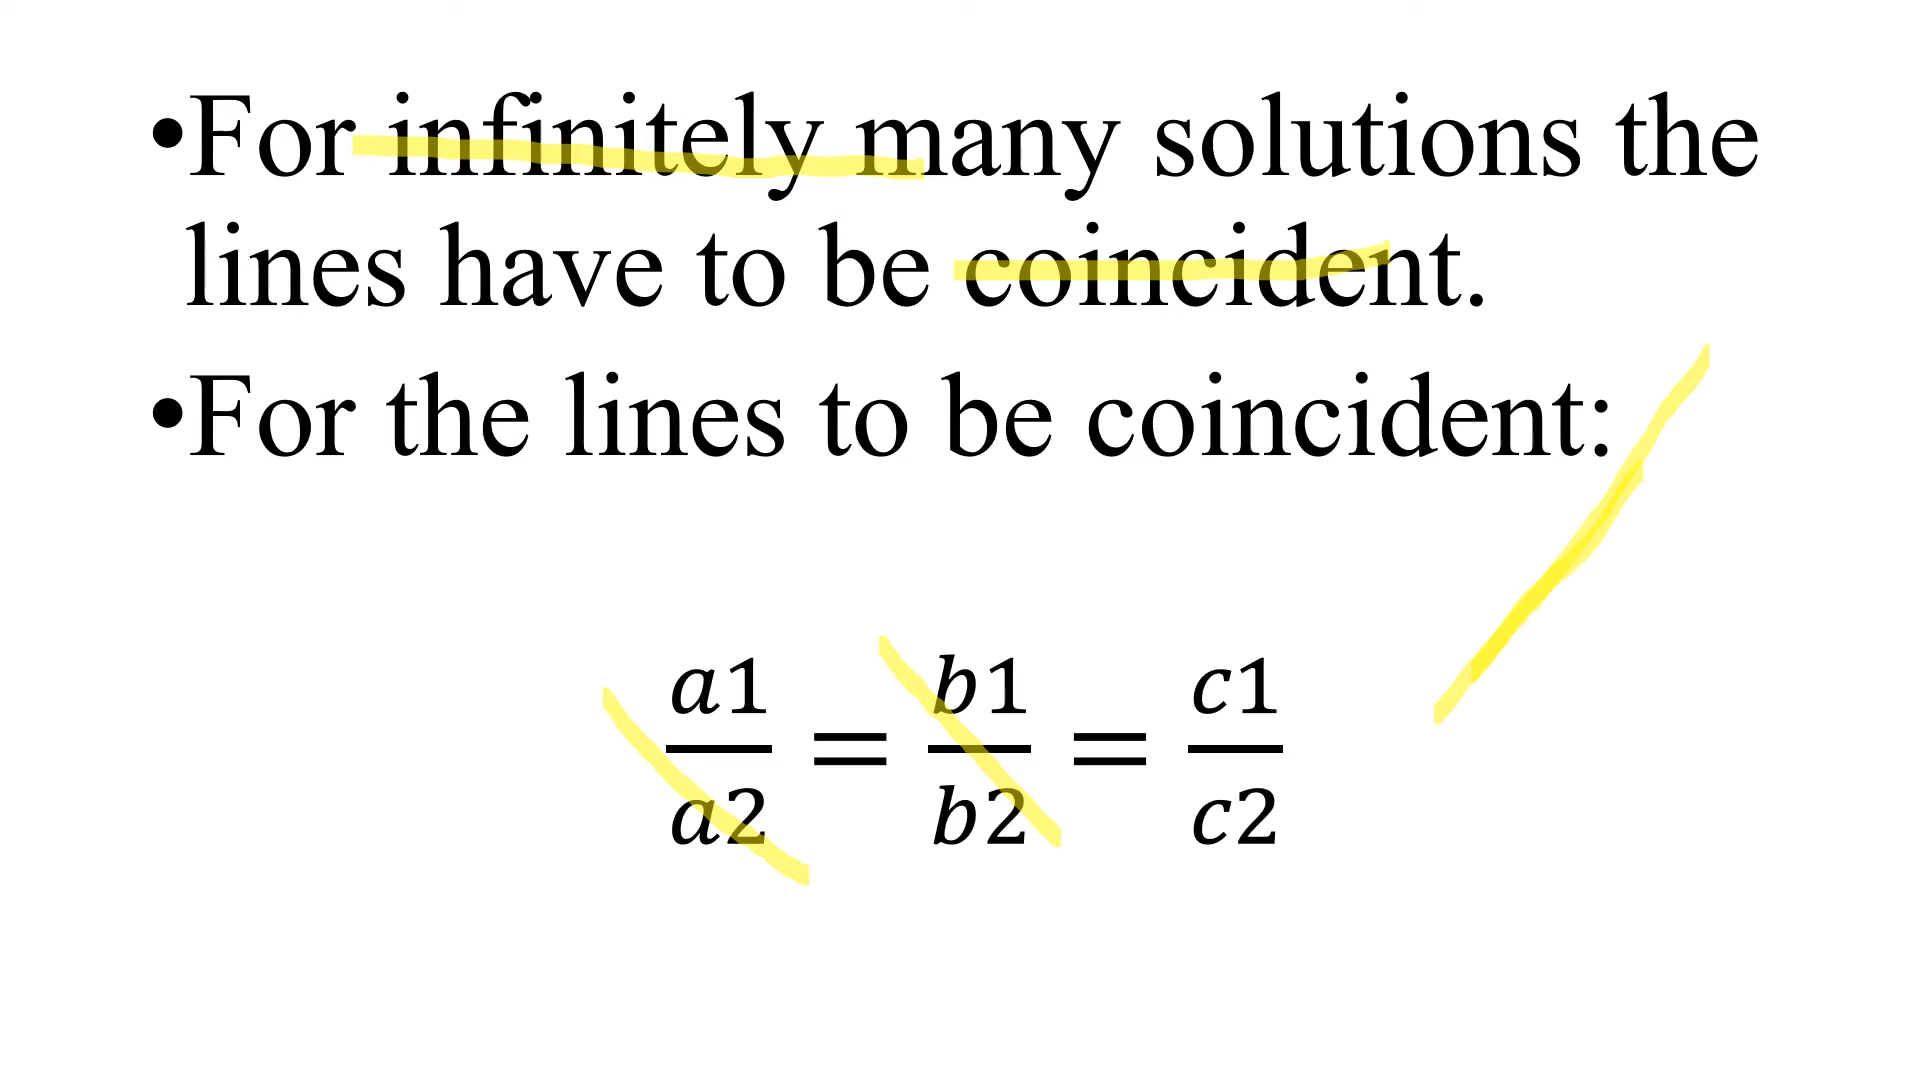 •For infinitely many solutions the
lines have to be coincident.
•For the lines to be coincident:
a1/a2 = b1/b2 = c1/c2